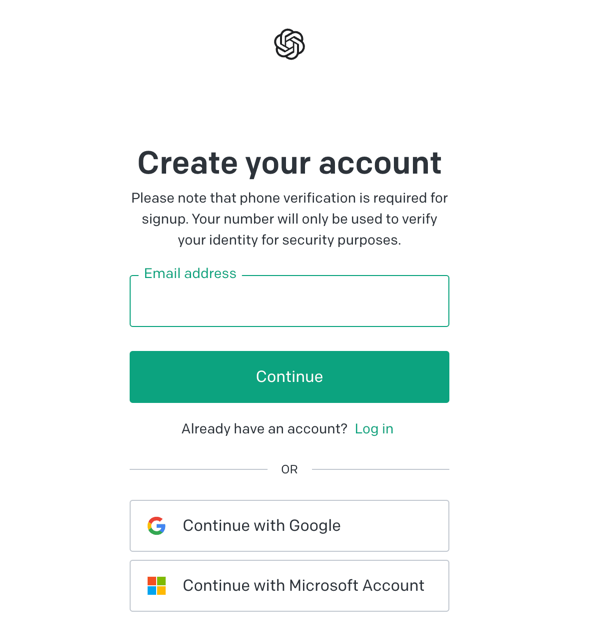 Create your account
Please note that phone verification is required for
signup. Your number will only be used to verify
your identity for security purposes.
Email address
Continue
Already have an account? Log in
OR
Continue with Google
Continue with Microsoft Account